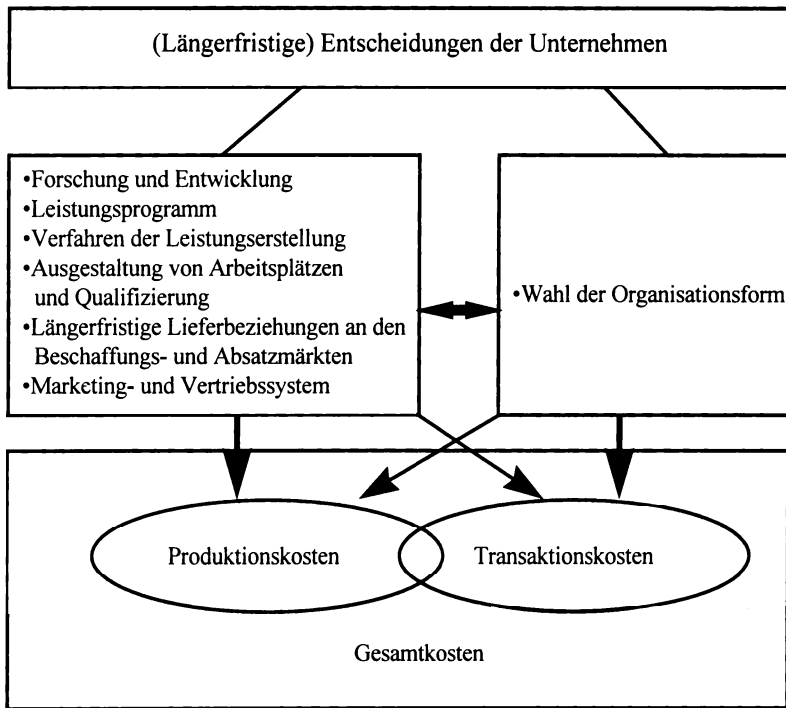 (Längerfristige) Entscheidungen der Unternehmen
•Forschung und Entwicklung
•Leistungsprogramm
•Verfahren der Leistungserstellung
•Ausgestaltung von Arbeitsplätzen
und Qualifizierung
•Längerfristige Lieferbeziehungen an den
Beschaffungs- und Absatzmärkten
•Marketing- und Vertriebssystem
•Wahl der Organisationsform
Produktionskosten
Transaktionskosten
Gesamtkosten